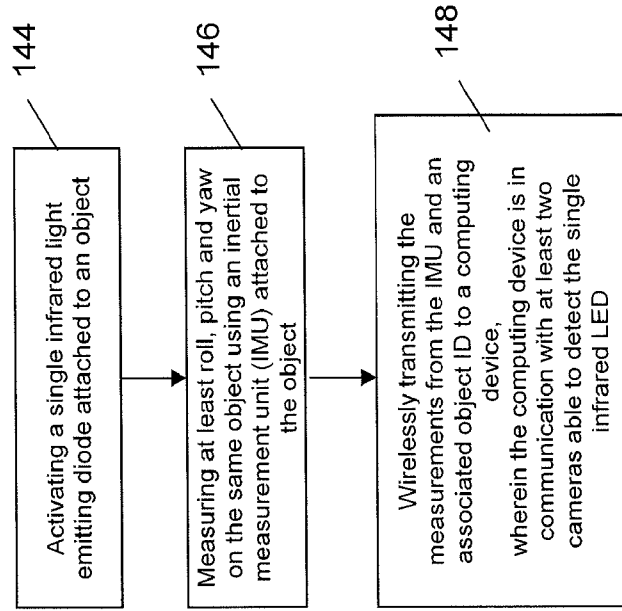 Activating a single infrared light
emitting diode attached to an object
144
Measuring at least roll, pitch and yaw
on the same object using an inertial
measurement unit (IMU) attached to
the object
146
Wirelessly transmitting the
measurements from the IMU and an
associated object ID to a computing
device,
wherein the computing device is in
communication with at least two
cameras able to detect the single
infrared LED
148